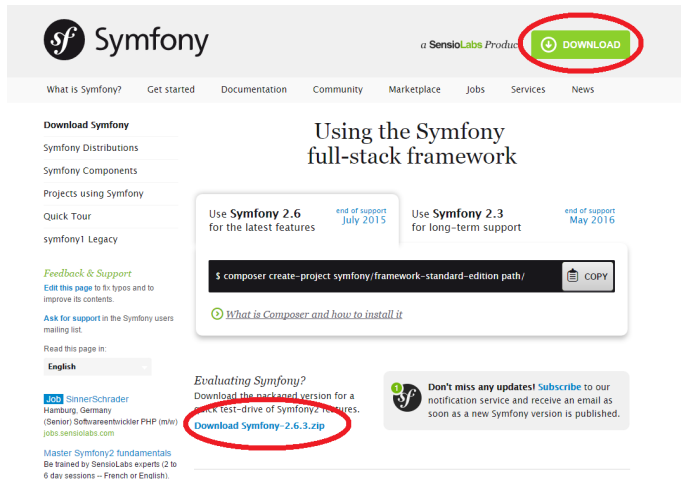 sf Symfony
a SensioLabs Produc
DOWNLOAD
What is Symfony? Get started Documentation Community Marketplace Jobs Services News
Download Symfony
Symfony Distributions
Symfony Components
Projects using Symfony
Quick Tour
symfony1 Legacy
Feedback & Support
Edit this page to fix typos and to
improve its contents.
Ask for support in the Symfony users
mailing list.
Read this page in:
English
Job SinnerSchrader
Hamburg, Germany
(Senior) Softwareentwickler PHP (m/w)
jobs.sensiolabs.com
Master Symfony2 fundamentals
Be trained by SensioLabs experts (2 to
6 day sessions -- French or English).
Using the Symfony
full-stack framework
Use Symfony 2.6
for the latest features
end of support
July 2015
Use Symfony 2.3
for long-term support
end of support
May 2016
$ composer create-project symfony/framework-standard-edition path/
COPY
What is Composer and how to install it
Evaluating Symfony?
Download the packaged version for a
quick test-drive of Symfony2 features.
Download Symfony-2.6.3.zip
1
sf
Don't miss any updates! Subscribe to our
notification service and receive an email as
soon as a new Symfony version is published.